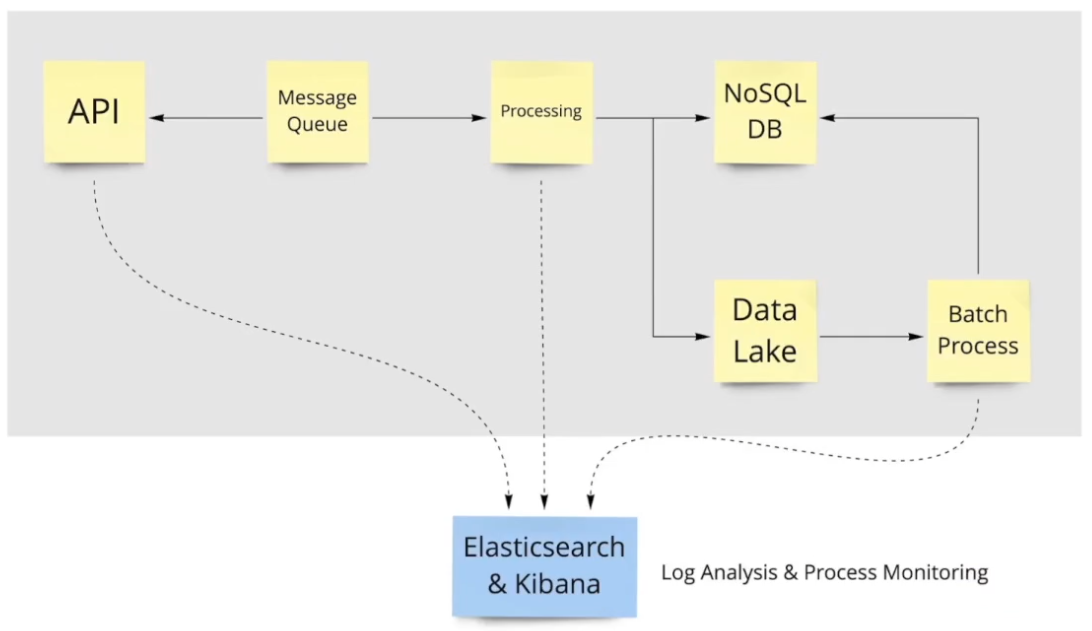 API
Message
Queue
Processing
NoSQL
DB
Data
Lake
Batch
Process
Elasticsearch
& Kibana
Log Analysis & Process Monitoring